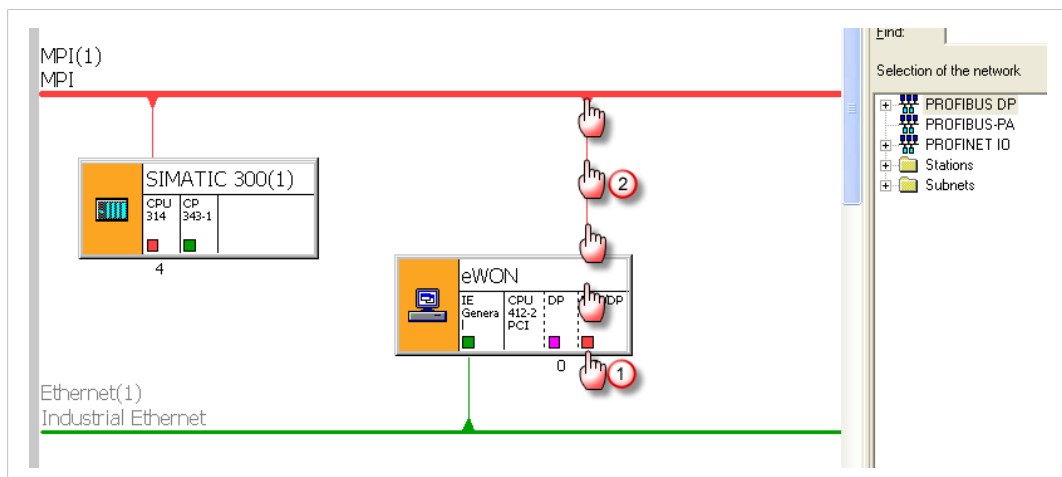 Find:
Selection of the network
PROFIBUS DP
PROFIBUS-PA
PROFINET IO
Stations
Subnets
MPI(1)
MPI
SIMATIC 300(1)
CPU
314
CP
343-1
4
2
eWON
IE
Genera
l
CPU
412-2
PCI
DP
/DP
0
1
Ethernet(1)
Industrial Ethernet